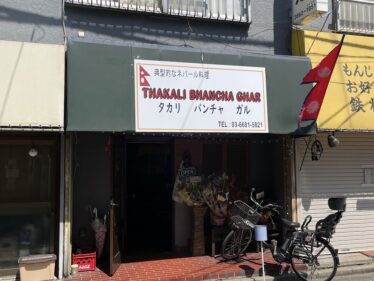 典型的なネパール料理
THAKALI BHANCHA GHAR
タカリ バンチャ ガル
TEL : 03-6681-5821
もんじ
お好
鉄